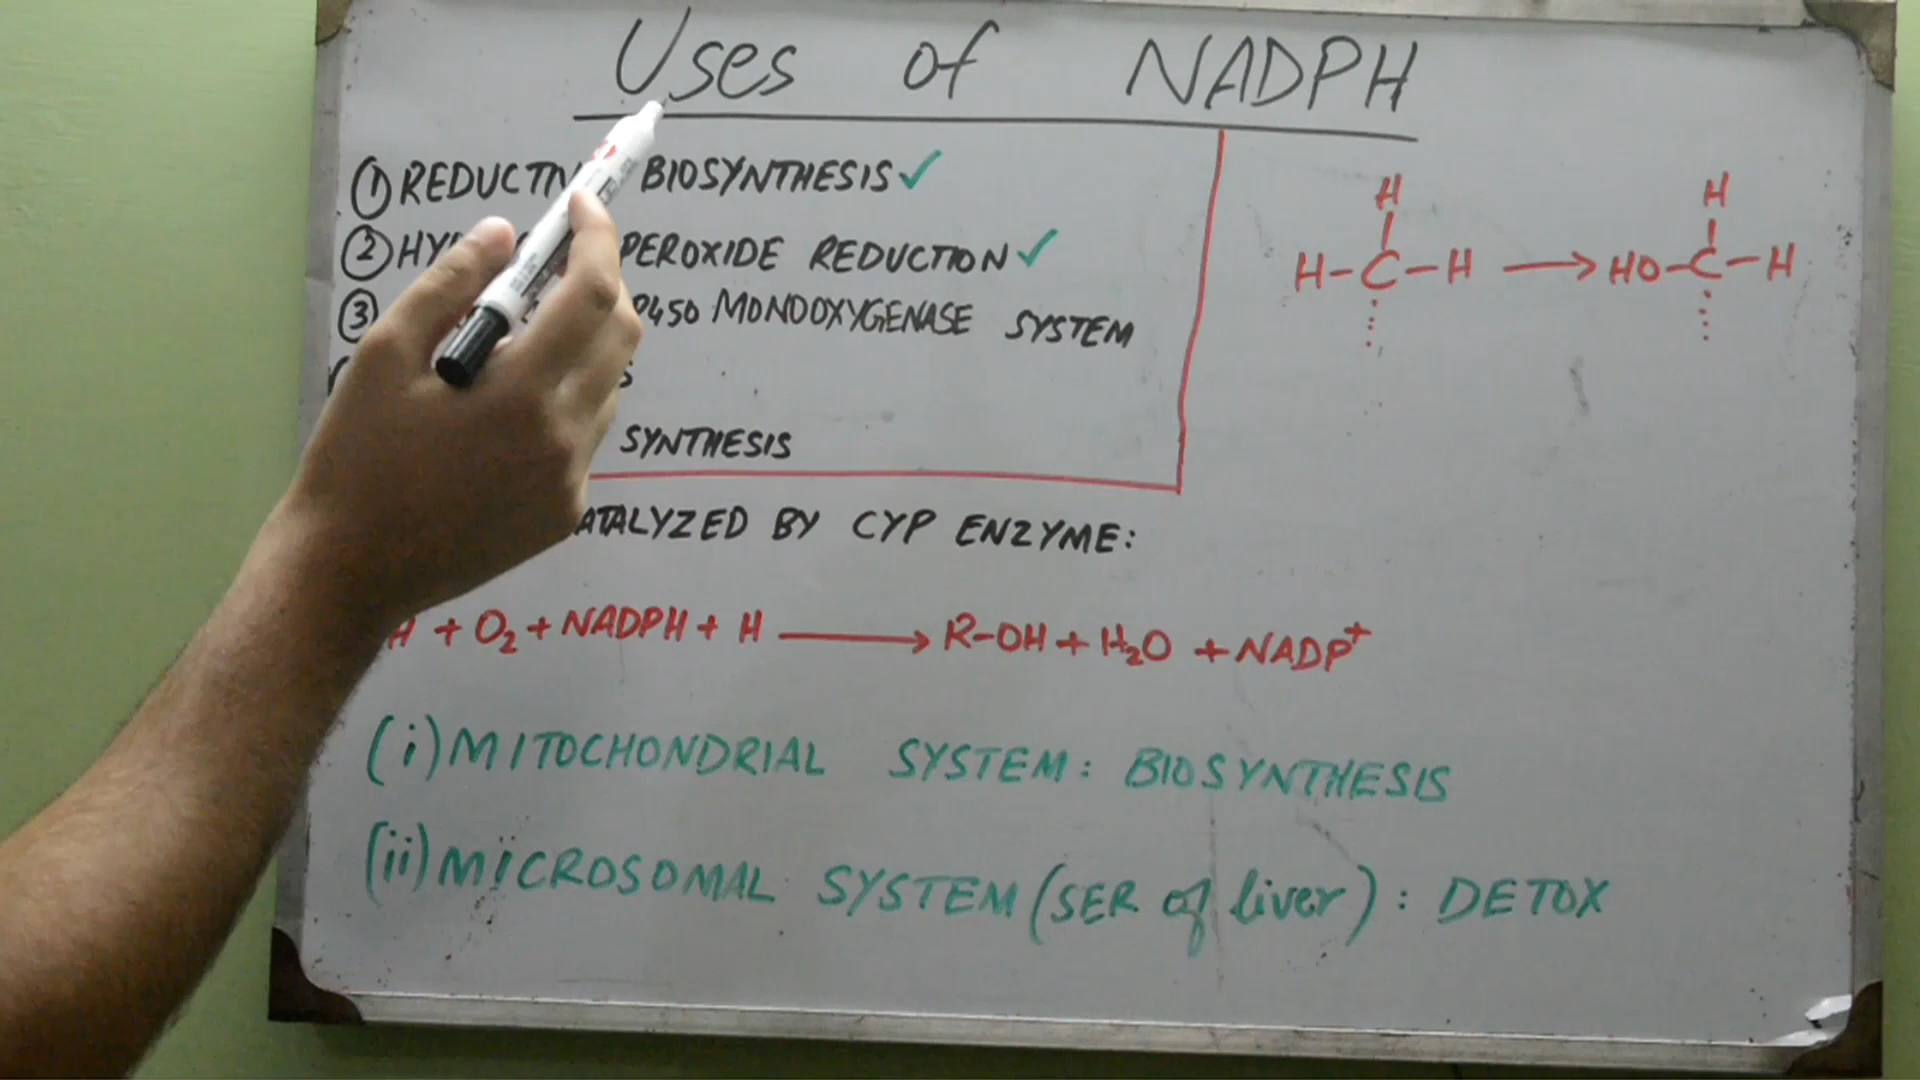 Uses of NADPH
① REDUCTIV BIOSYNTHESIS ✓
② HY PEROXIDE REDUCTION ✓
③ P450 MONOOXYGENASE SYSTEM
S
SYNTHESIS
ATALYZED BY CYP ENZYME:
H + O₂ + NADPH + H ⟶ R-OH + H₂O + NADP⁺
(i) MITOCHONDRIAL SYSTEM: BIOSYNTHESIS
(ii) MICROSOMAL SYSTEM (SER of liver) : DETOX
H H
H-C-H ⟶ HO-C-H